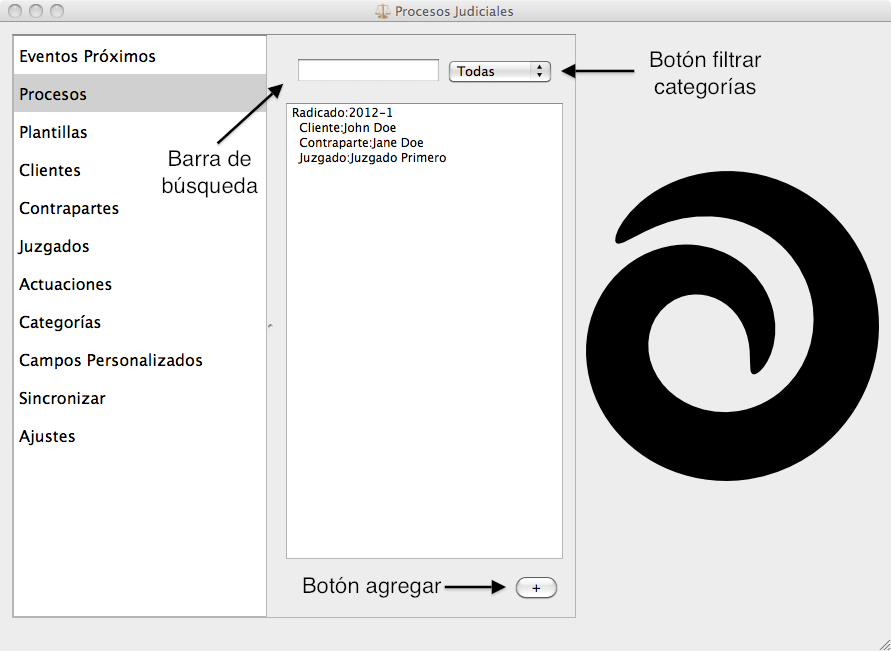 Procesos Judiciales
Eventos Próximos
Procesos
Plantillas
Clientes
Contrapartes
Juzgados
Actuaciones
Categorías
Campos Personalizados
Sincronizar
Ajustes
Todas
Botón filtrar
categorías
Barra de
búsqueda
Radicado:2012-1
Cliente:John Doe
Contraparte:Jane Doe
Juzgado:Juzgado Primero
Botón agregar
+